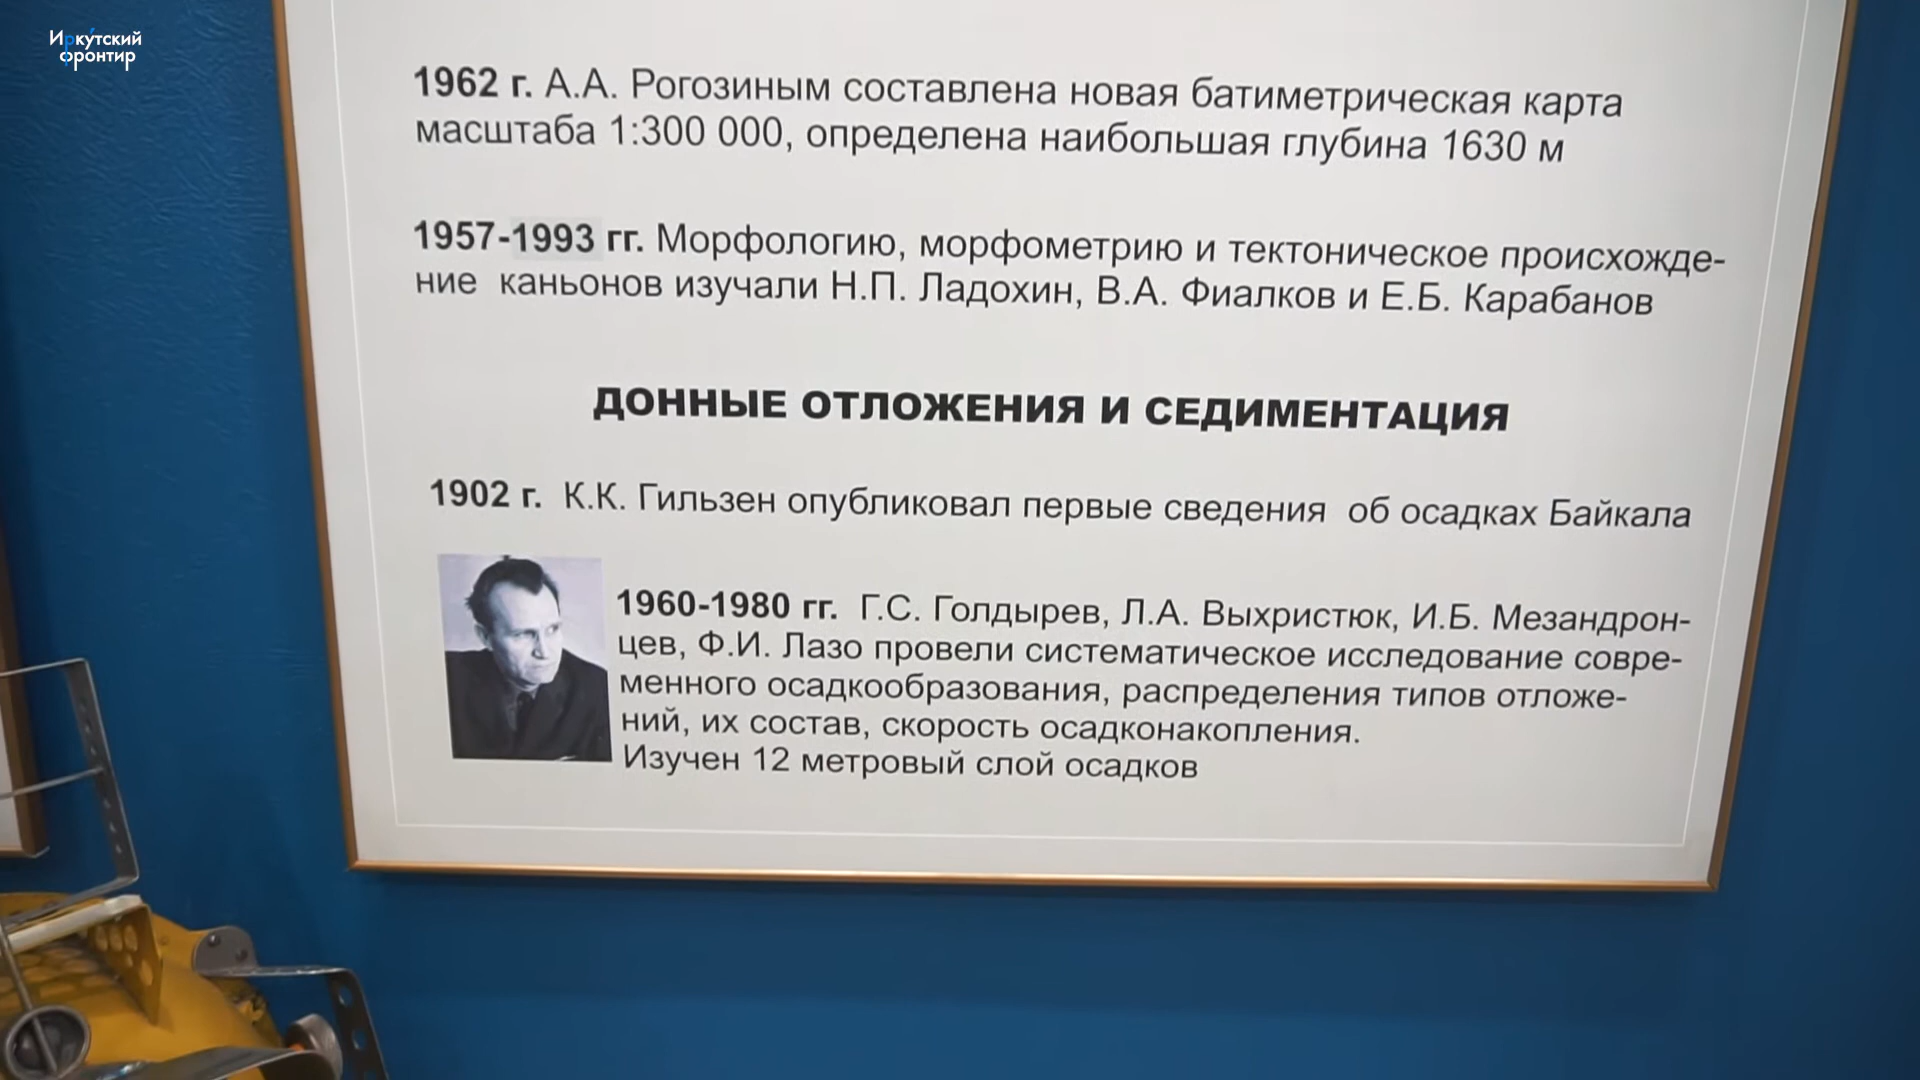 Иркутский
фронтир
1962 г. А.А. Рогозиным составлена новая батиметрическая карта
масштаба 1:300 000, определена наибольшая глубина 1630 м
1957-1993 гг. Морфологию, морфометрию и тектоническое происхожде-
ние каньонов изучали Н.П. Ладохин, В.А. Фиалков и Е.Б. Карабанов
ДОННЫЕ ОТЛОЖЕНИЯ И СЕДИМЕНТАЦИЯ
1902 г. К.К. Гильзен опубликовал первые сведения об осадках Байкала
1960-1980 гг. Г.С. Голдырев, Л.А. Выхристюк, И.Б. Мезандрон-
цев, Ф.И. Лазо провели систематическое исследование совре-
менного осадкообразования, распределения типов отложе-
ний, их состав, скорость осадконакопления.
Изучен 12 метровый слой осадков